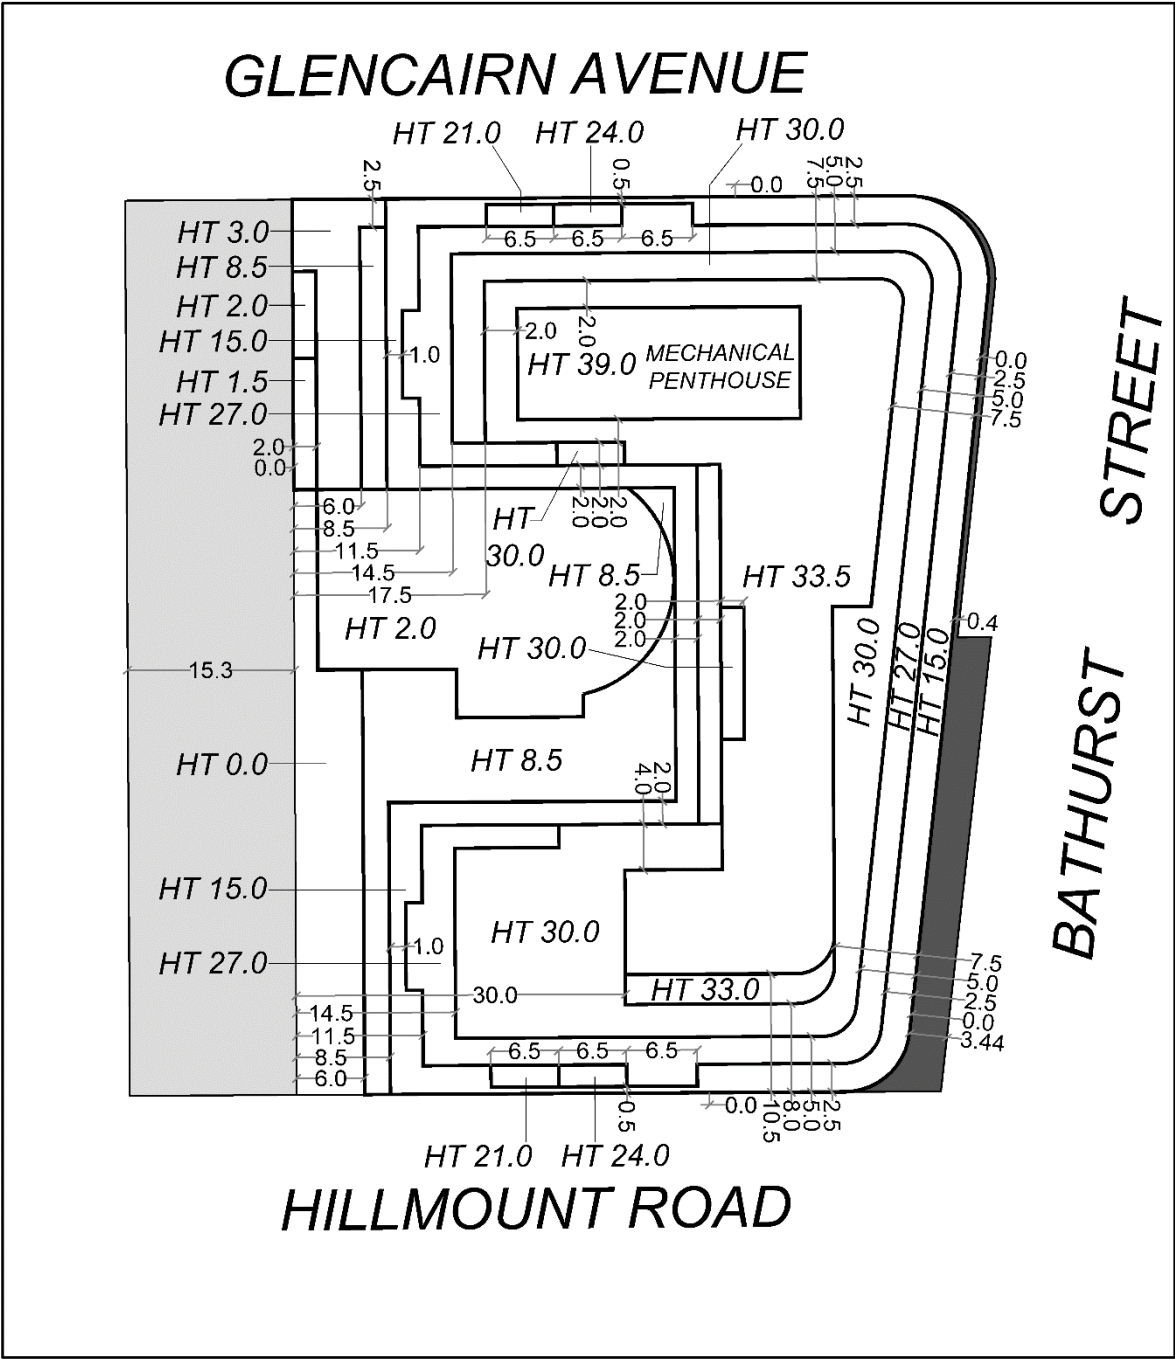 GLENCAIRN AVENUE
HT 21.0
HT 24.0
HT 30.0
2.5
0.5
0.0
7.5
5.0
2.5
HT 3.0
6.5
6.5
6.5
HT 8.5
HT 2.0
HT 15.0
1.0
2.0
2.0
HT 39.0
MECHANICAL
PENTHOUSE
0.0
2.5
5.0
7.5
HT 1.5
HT 27.0
2.0
0.0
STREET
6.0
8.5
11.5
14.5
17.5
HT
30.0
2.0
2.0
2.0
HT 8.5
HT 33.5
2.0
2.0
2.0
HT 2.0
HT 30.0
0.4
15.3
HT 30.0
HT 27.0
HT 15.0
HT 0.0
HT 8.5
4.0
2.0
BATHURST
HT 15.0
HT 30.0
1.0
HT 27.0
30.0
HT 33.0
7.5
5.0
2.5
0.0
3.44
14.5
11.5
8.5
6.0
6.5
6.5
6.5
0.5
0.0
10.5
8.0
5.0
2.5
HT 21.0
HT 24.0
HILLMOUNT ROAD